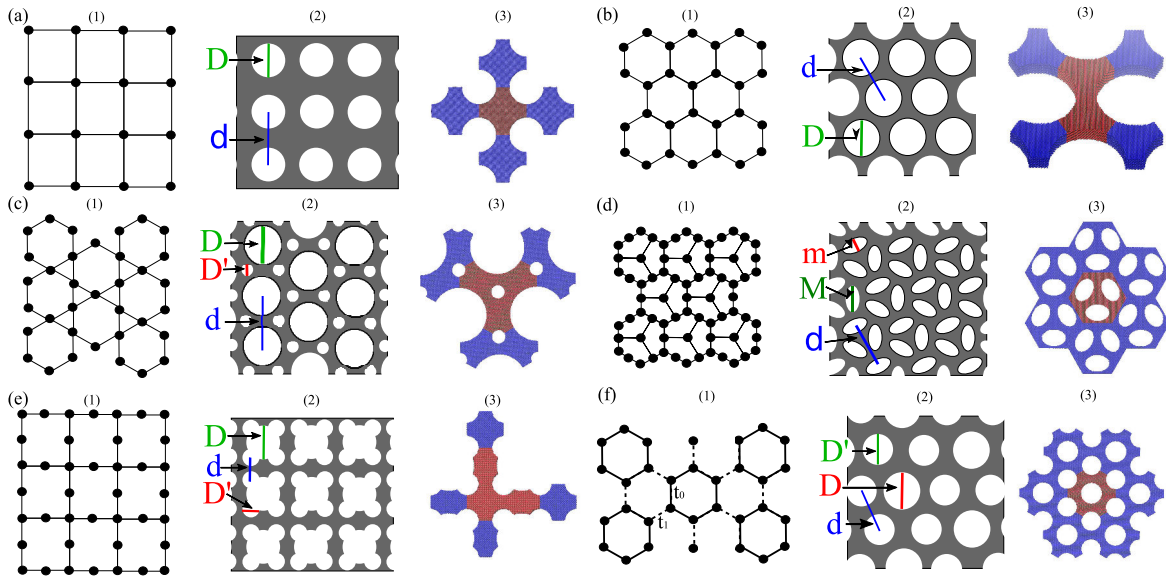 (a) (1) (2) (3)
D
d
(b) (1) (2) (3)
d
D
(c) (1) (2) (3)
D
D'
d
(d) (1) (2) (3)
m
M
d
(e) (1) (2) (3)
D
d
D'
(f) (1) (2) (3)
t₀
t₁
D'
D
d